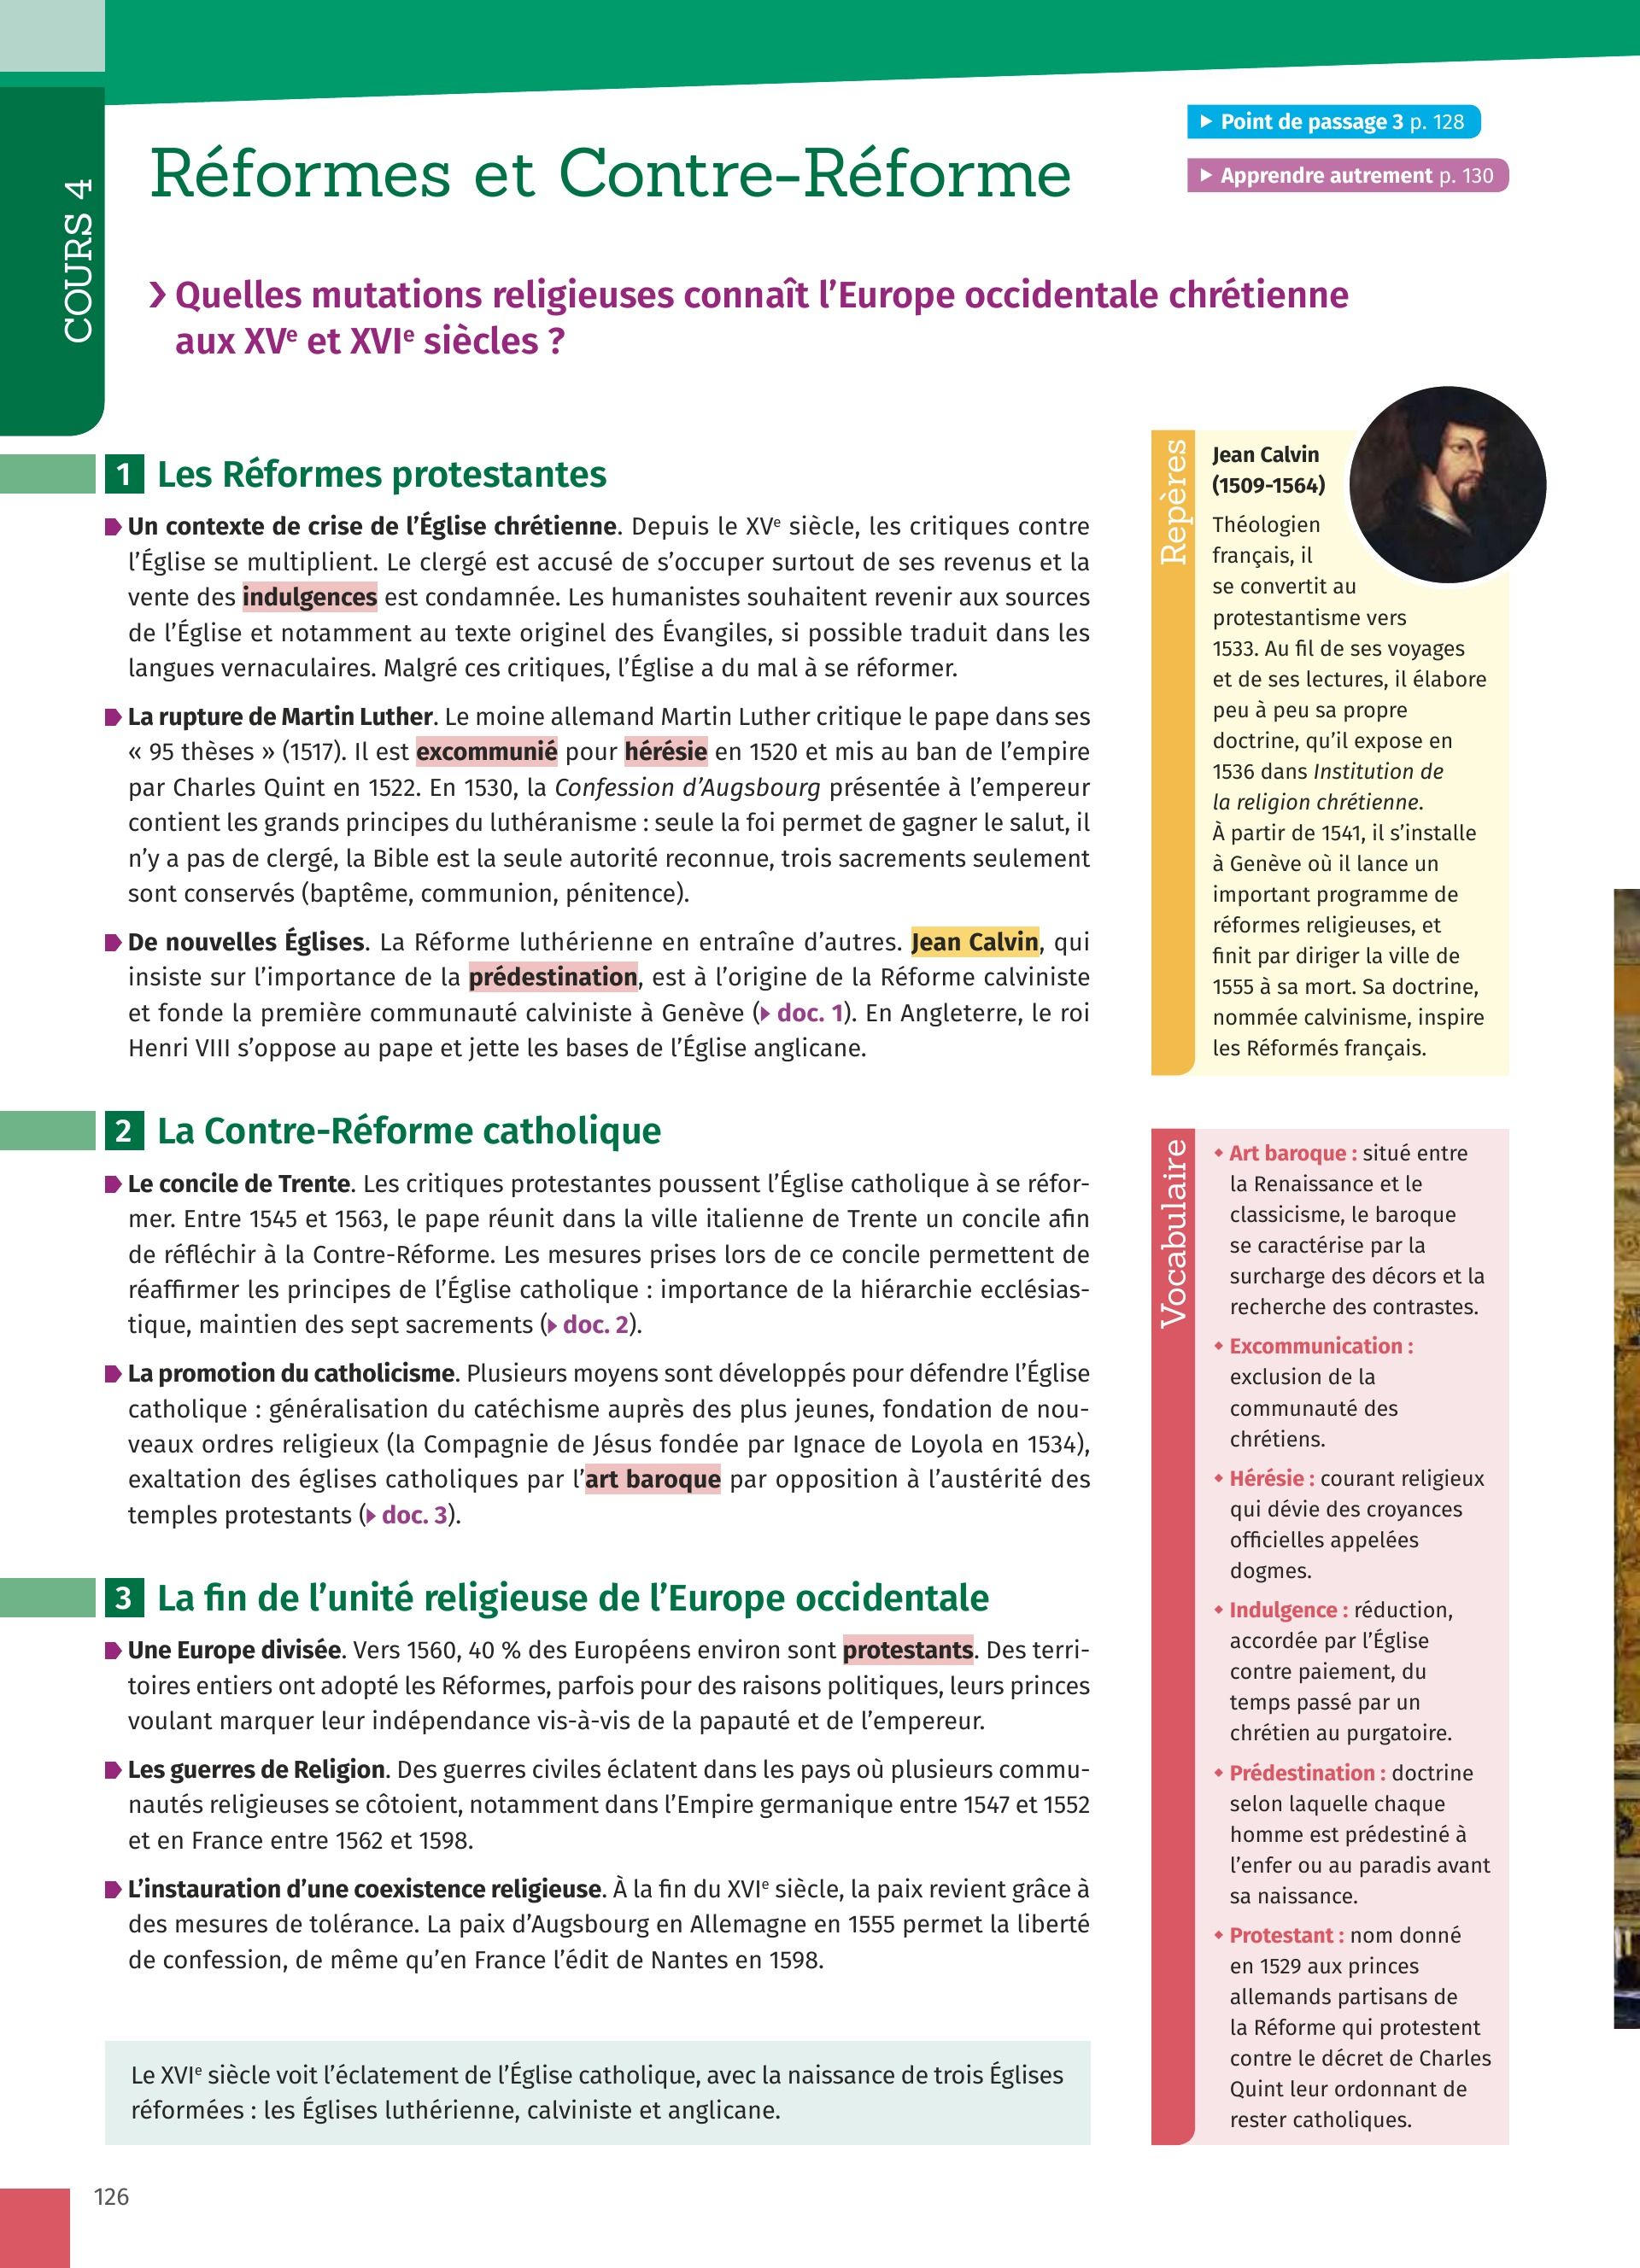 COURS 4
Réformes et Contre-Réforme
Point de passage 3 p. 128
Apprendre autrement p. 130
Quelles mutations religieuses connaît l’Europe occidentale chrétienne
aux XVe et XVIe siècles ?
1 Les Réformes protestantes
Un contexte de crise de l’Église chrétienne. Depuis le XVe siècle, les critiques contre
l’Église se multiplient. Le clergé est accusé de s’occuper surtout de ses revenus et la
vente des indulgences est condamnée. Les humanistes souhaitent revenir aux sources
de l’Église et notamment au texte originel des Évangiles, si possible traduit dans les
langues vernaculaires. Malgré ces critiques, l’Église a du mal à se réformer.
La rupture de Martin Luther. Le moine allemand Martin Luther critique le pape dans ses
« 95 thèses » (1517). Il est excommunié pour hérésie en 1520 et mis au ban de l’empire
par Charles Quint en 1522. En 1530, la Confession d’Augsbourg présentée à l’empereur
contient les grands principes du luthéranisme : seule la foi permet de gagner le salut, il
n’y a pas de clergé, la Bible est la seule autorité reconnue, trois sacrements seulement
sont conservés (baptême, communion, pénitence).
De nouvelles Églises. La Réforme luthérienne en entraîne d’autres. Jean Calvin, qui
insiste sur l’importance de la prédestination, est à l’origine de la Réforme calviniste
et fonde la première communauté calviniste à Genève (doc. 1). En Angleterre, le roi
Henri VIII s’oppose au pape et jette les bases de l’Église anglicane.
2 La Contre-Réforme catholique
Le concile de Trente. Les critiques protestantes poussent l’Église catholique à se réfor-
mer. Entre 1545 et 1563, le pape réunit dans la ville italienne de Trente un concile afin
de réfléchir à la Contre-Réforme. Les mesures prises lors de ce concile permettent de
réaffirmer les principes de l’Église catholique : importance de la hiérarchie ecclésias-
tique, maintien des sept sacrements (doc. 2).
La promotion du catholicisme. Plusieurs moyens sont développés pour défendre l’Église
catholique : généralisation du catéchisme auprès des plus jeunes, fondation de nou-
veaux ordres religieux (la Compagnie de Jésus fondée par Ignace de Loyola en 1534),
exaltation des églises catholiques par l’art baroque par opposition à l’austérité des
temples protestants (doc. 3).
3 La fin de l’unité religieuse de l’Europe occidentale
Une Europe divisée. Vers 1560, 40 % des Européens environ sont protestants. Des terri-
toires entiers ont adopté les Réformes, parfois pour des raisons politiques, leurs princes
voulant marquer leur indépendance vis-à-vis de la papauté et de l’empereur.
Les guerres de Religion. Des guerres civiles éclatent dans les pays où plusieurs commu-
nautés religieuses se côtoient, notamment dans l’Empire germanique entre 1547 et 1552
et en France entre 1562 et 1598.
L’instauration d’une coexistence religieuse. À la fin du XVIe siècle, la paix revient grâce à
des mesures de tolérance. La paix d’Augsbourg en Allemagne en 1555 permet la liberté
de confession, de même qu’en France l’édit de Nantes en 1598.
Le XVIe siècle voit l’éclatement de l’Église catholique, avec la naissance de trois Églises
réformées : les Églises luthérienne, calviniste et anglicane.
Repères
Jean Calvin
(1509-1564)
Théologien
français, il
se convertit au
protestantisme vers
1533. Au fil de ses voyages
et de ses lectures, il élabore
peu à peu sa propre
doctrine, qu’il expose en
1536 dans Institution de
la religion chrétienne.
À partir de 1541, il s’installe
à Genève où il lance un
important programme de
réformes religieuses, et
finit par diriger la ville de
1555 à sa mort. Sa doctrine,
nommée calvinisme, inspire
les Réformés français.
Vocabulaire
Art baroque : situé entre
la Renaissance et le
classicisme, le baroque
se caractérise par la
surcharge des décors et la
recherche des contrastes.
Excommunication :
exclusion de la
communauté des
chrétiens.
Hérésie : courant religieux
qui dévie des croyances
officielles appelées
dogmes.
Indulgence : réduction,
accordée par l’Église
contre paiement, du
temps passé par un
chrétien au purgatoire.
Prédestination : doctrine
selon laquelle chaque
homme est prédestiné à
l’enfer ou au paradis avant
sa naissance.
Protestant : nom donné
en 1529 aux princes
allemands partisans de
la Réforme qui protestent
contre le décret de Charles
Quint leur ordonnant de
rester catholiques.
126